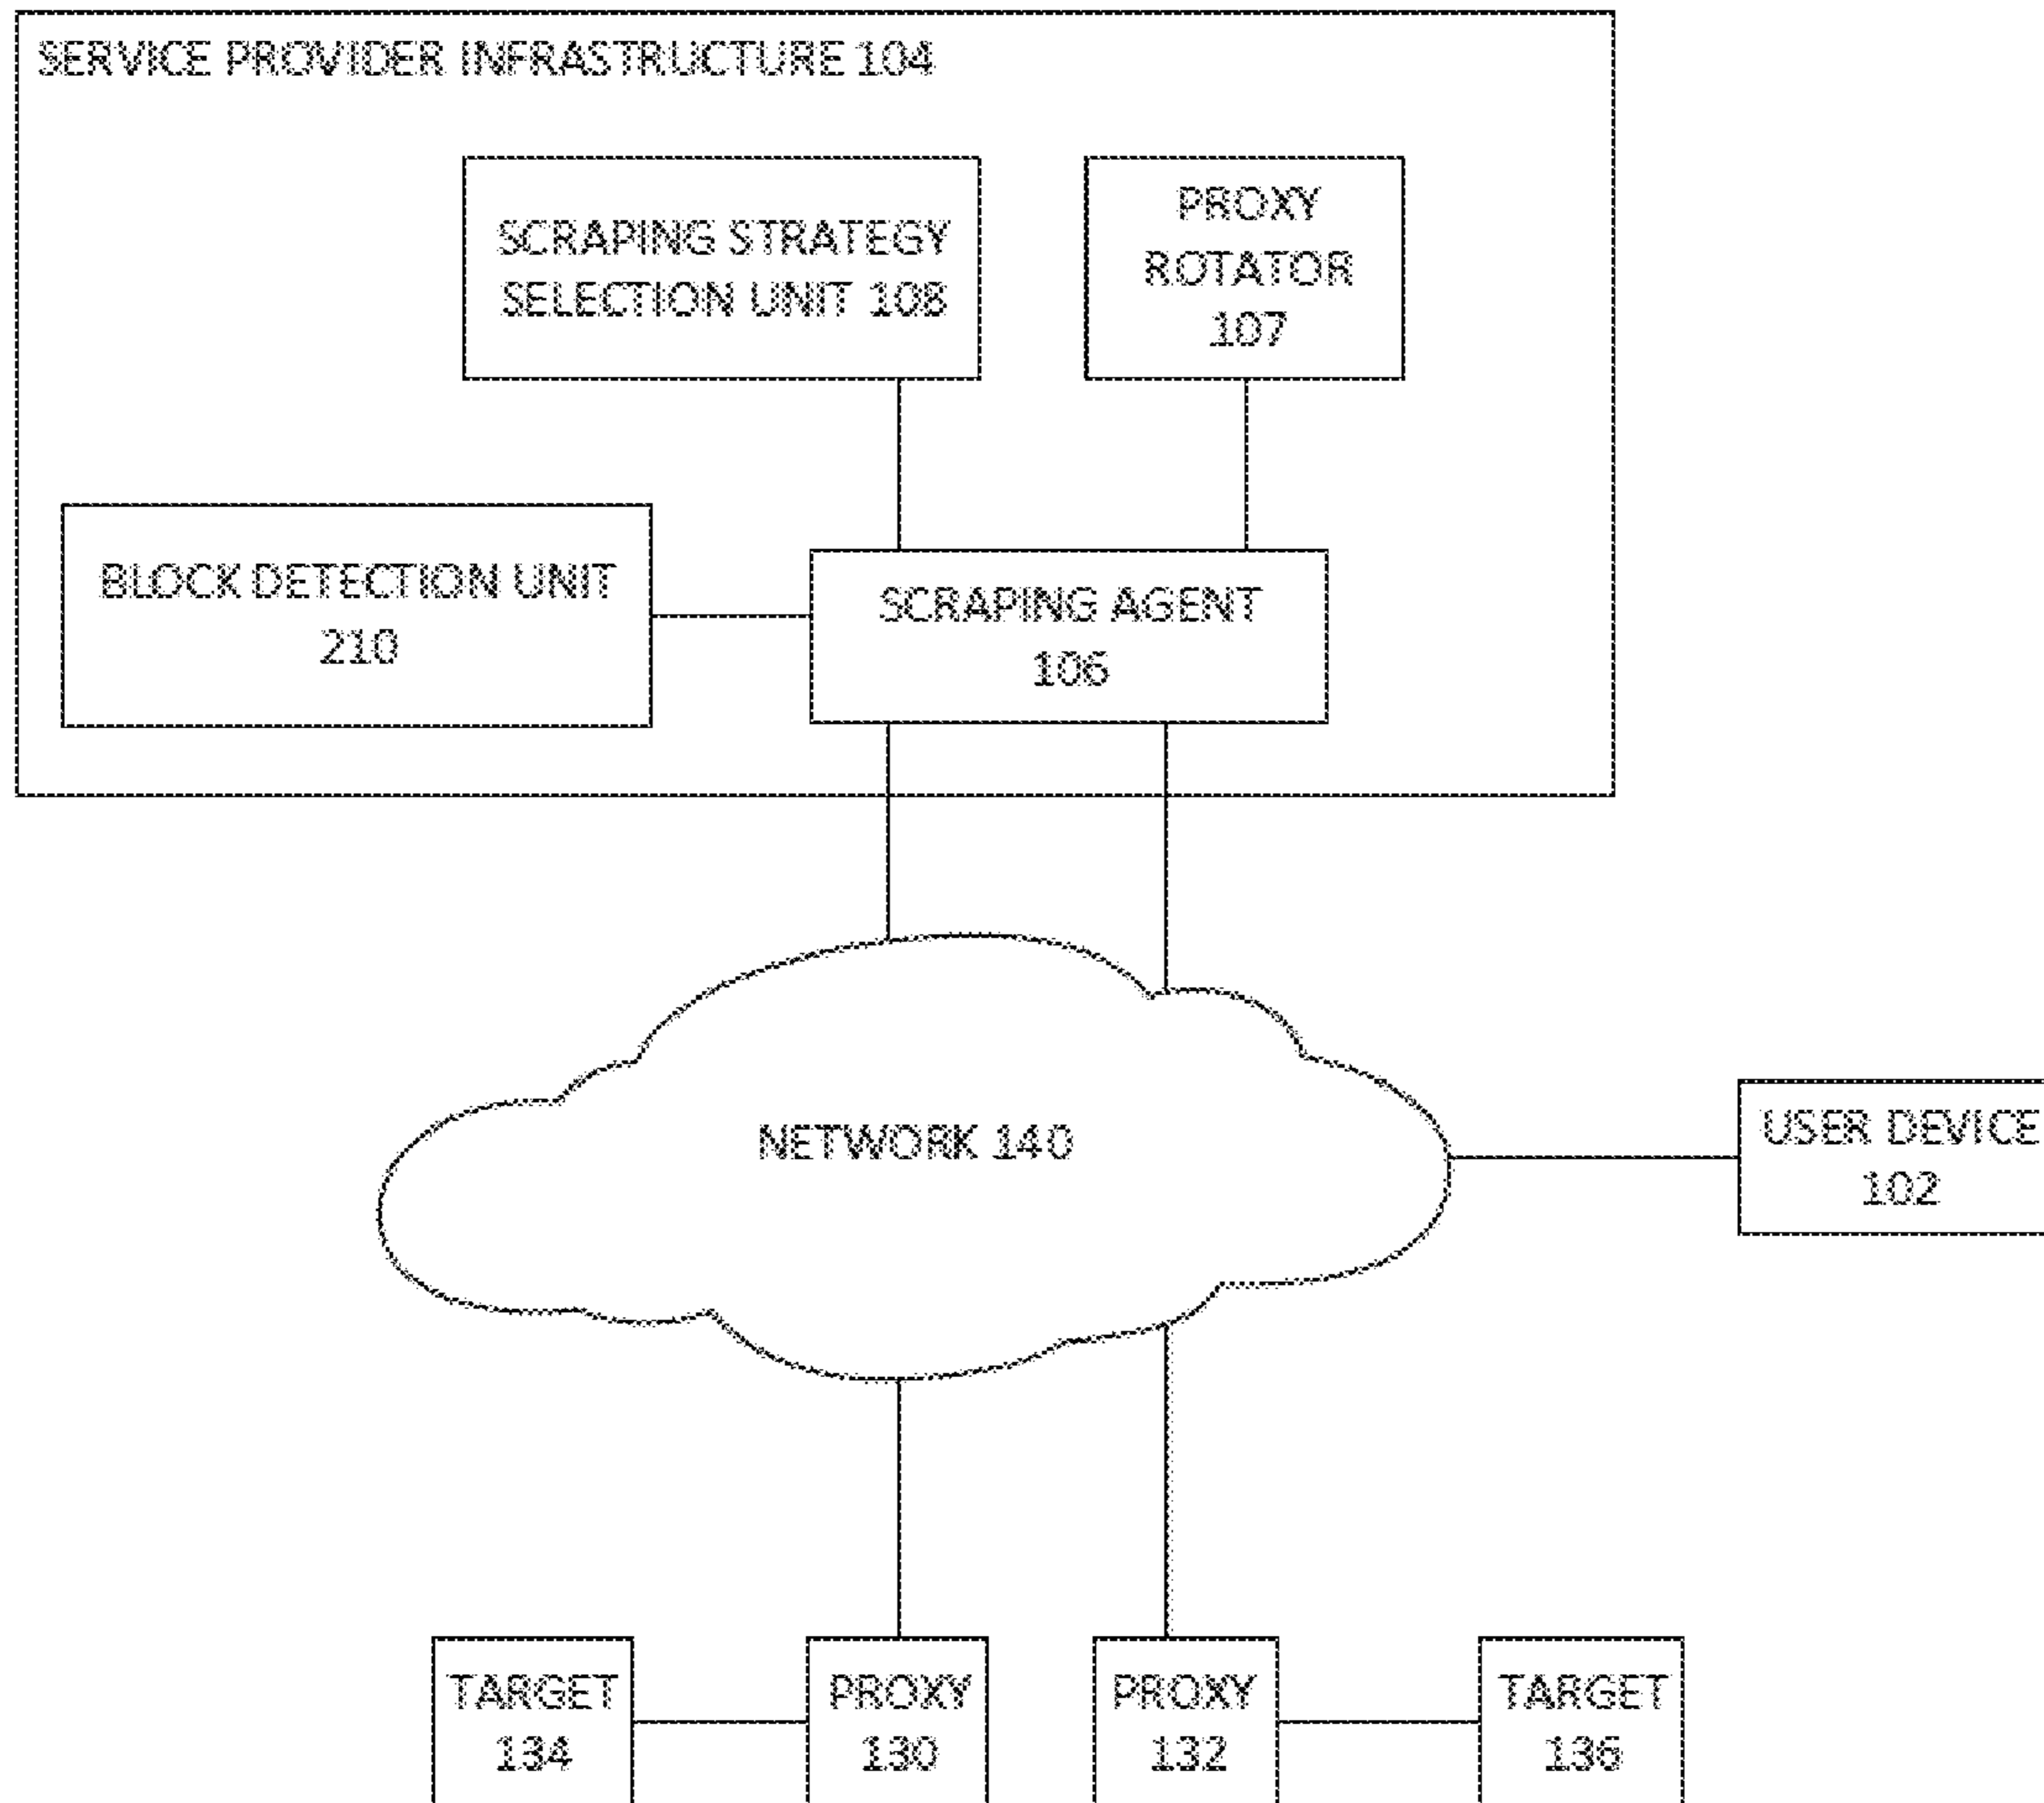 SERVICE PROVIDER INFRASTRUCTURE 104
SCRAPING STRATEGY
SELECTION UNIT 108
PROXY
ROTATOR
107
BLOCK DETECTION UNIT
210
SCRAPING AGENT
106
NETWORK 140
USER DEVICE
102
TARGET
134
PROXY
130
PROXY
132
TARGET
136